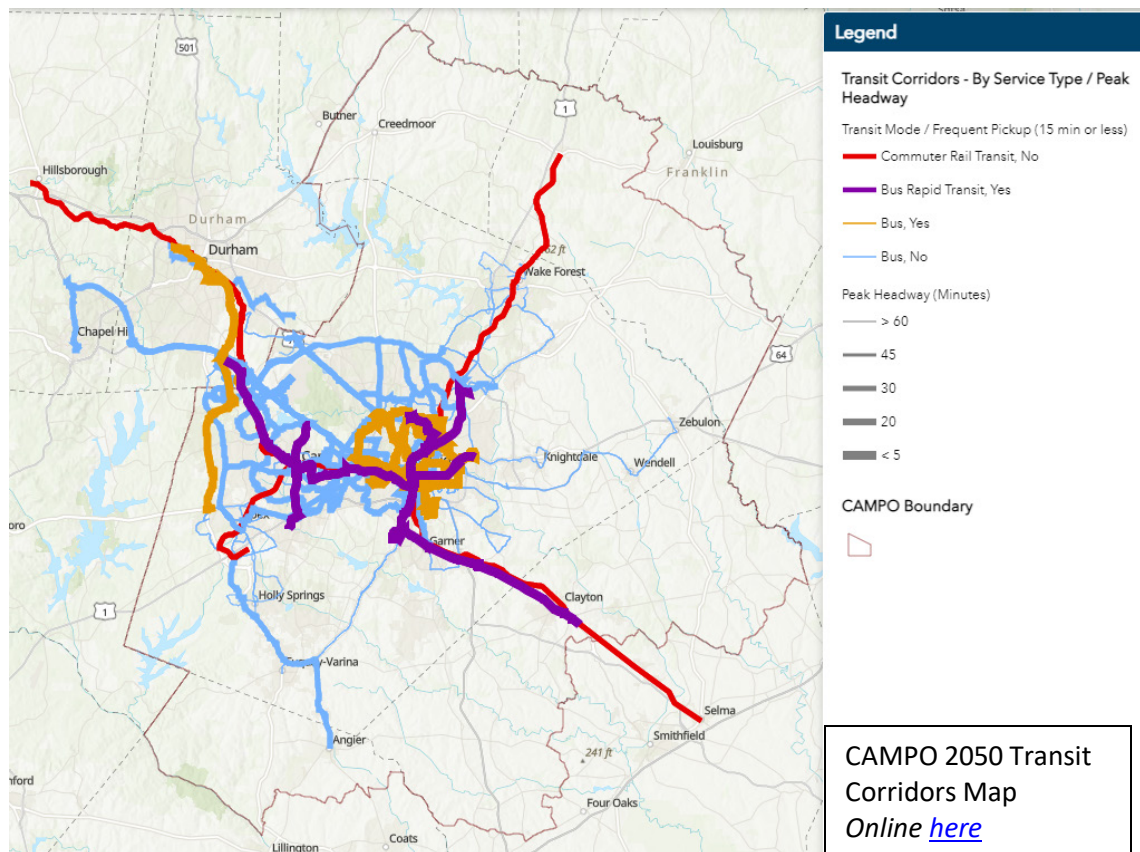 501
1
Butner
Creedmoor
Louisburg
Franklin
Hillsborough
Durham
Durham
Wake Forest
Chapel Hi
64
Zebulon
Knightdale
Wendell
Garner
Clayton
1
Holly Springs
-Varina
Angier
Selma
Smithfield
241 ft
Four Oaks
Coats
Lillington
Legend
Transit Corridors - By Service Type / Peak
Headway
Transit Mode / Frequent Pickup (15 min or less)
Commuter Rail Transit, No
Bus Rapid Transit, Yes
Bus, Yes
Bus, No
Peak Headway (Minutes)
> 60
45
30
20
< 5
CAMPO Boundary
CAMPO 2050 Transit
Corridors Map
Online here